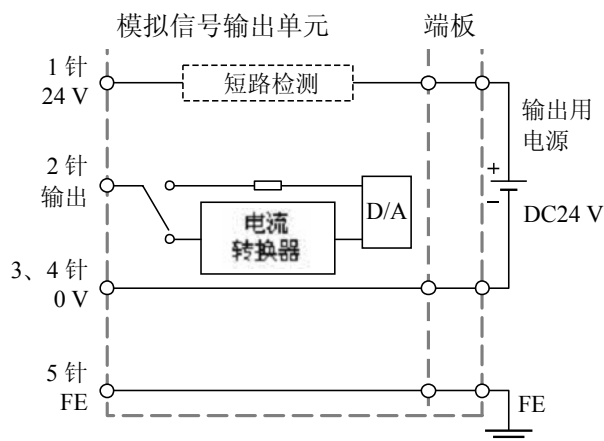 模拟信号输出单元
端板
1 针
24 V
短路检测
输出用
电源
+
−
DC24 V
2 针
输出
D/A
电流
转换器
3、4 针
0 V
5 针
FE
FE